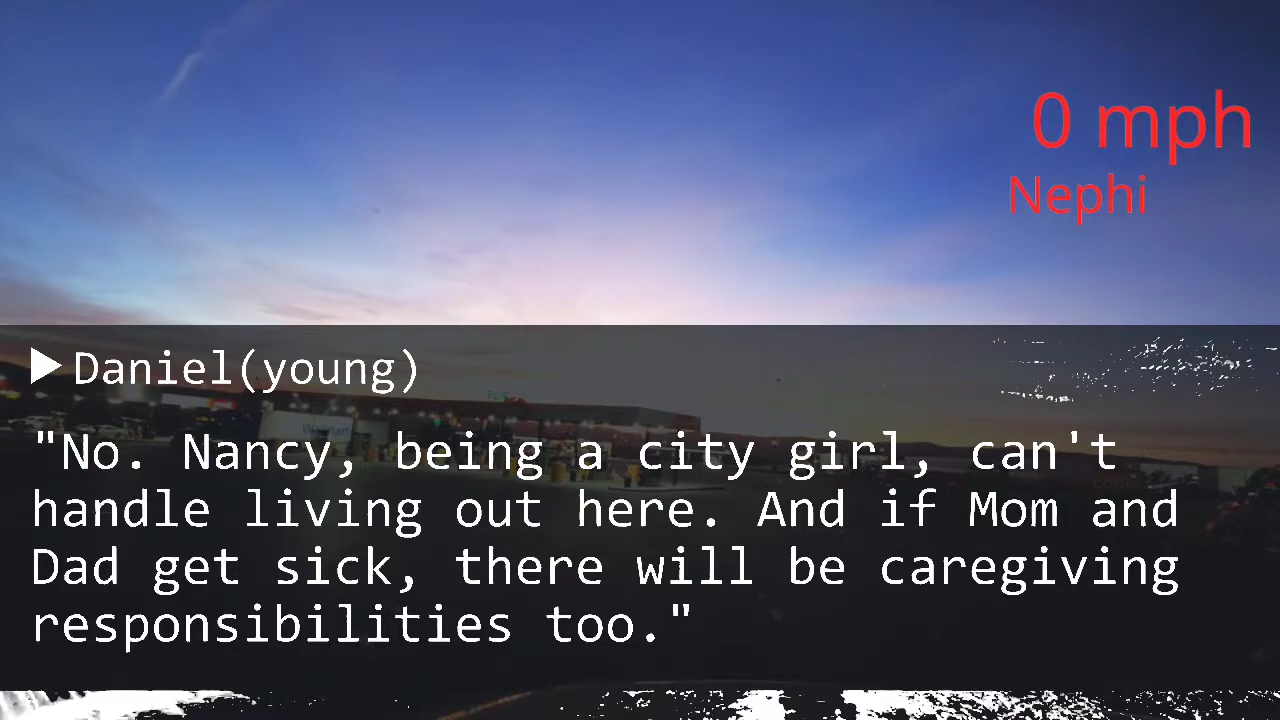 0 mph
Nephi
Daniel(young)
"No. Nancy, being a city girl, can't
handle living out here. And if Mom and
Dad get sick, there will be caregiving
responsibilities too."